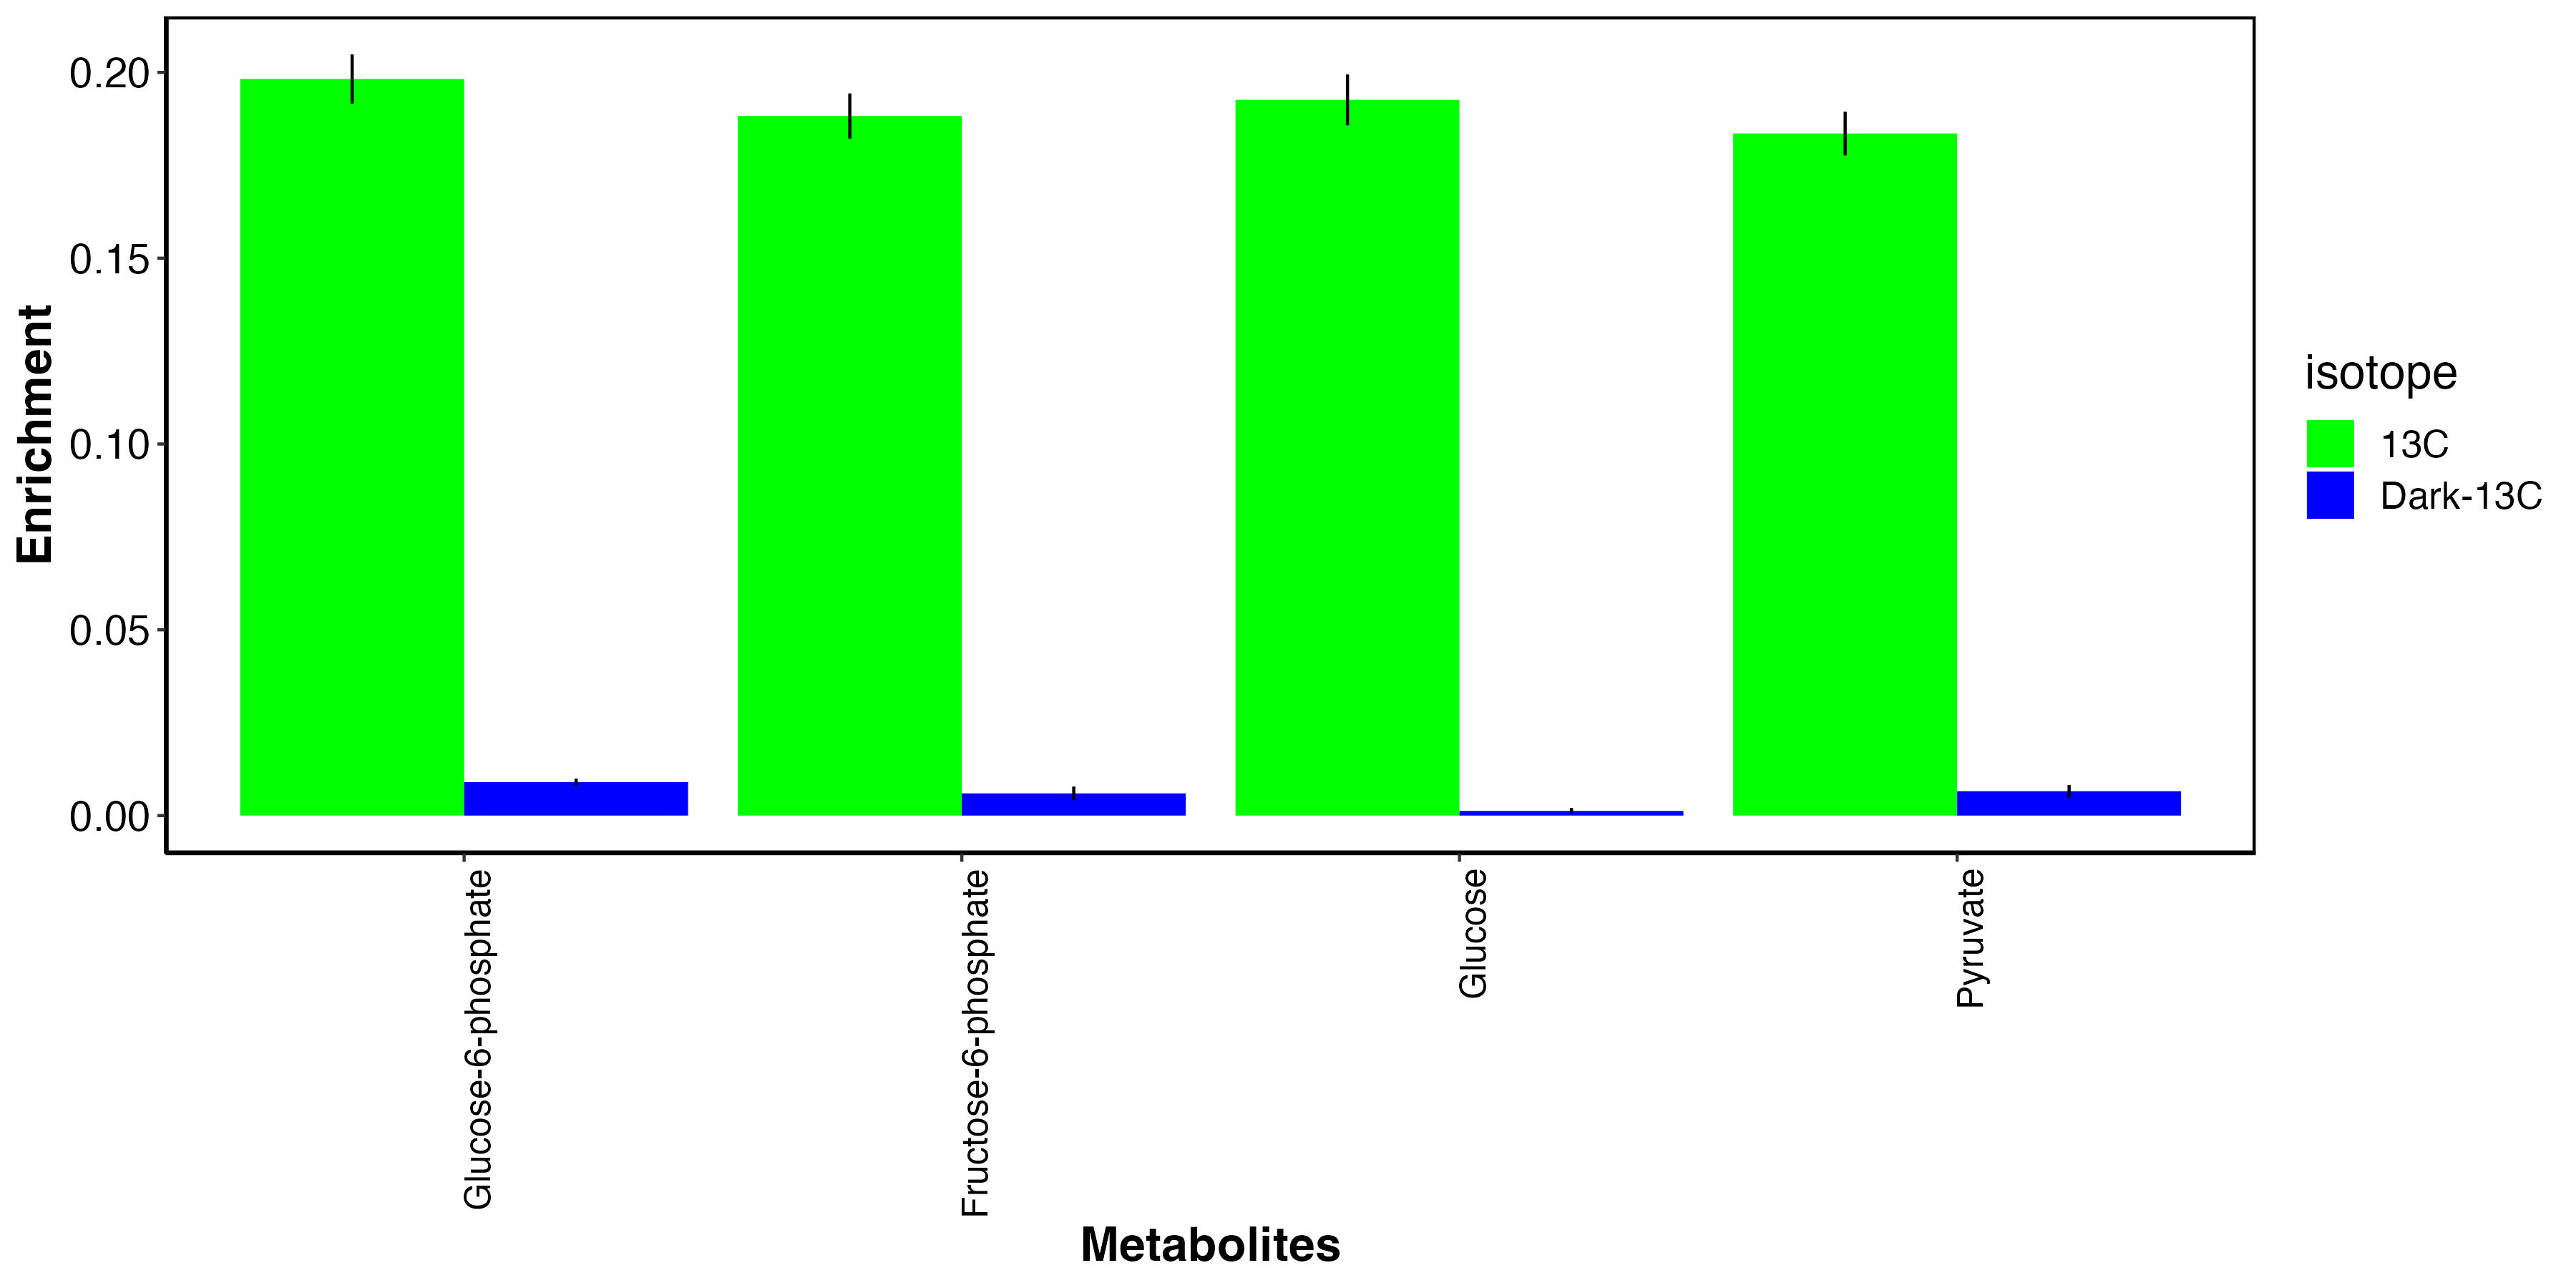 Enrichment
0.20
0.15
0.10
0.05
0.00
Glucose-6-phosphate
Fructose-6-phosphate
Glucose
Pyruvate
Metabolites
isotope
13C
Dark-13C